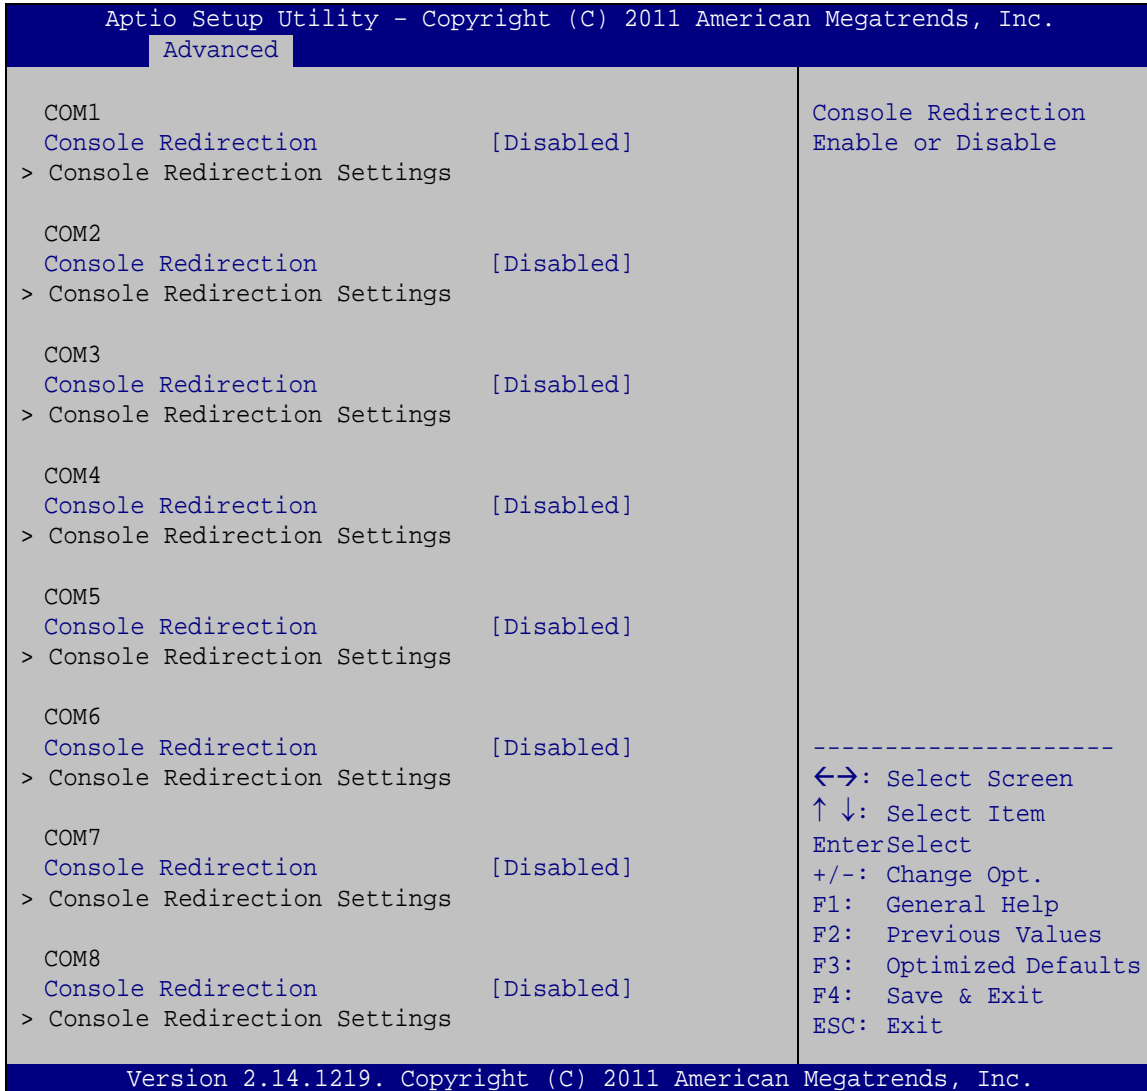 Aptio Setup Utility – Copyright (C) 2011 American Megatrends, Inc.
Advanced
COM1
Console Redirection [Disabled]
> Console Redirection Settings
COM2
Console Redirection [Disabled]
> Console Redirection Settings
COM3
Console Redirection [Disabled]
> Console Redirection Settings
COM4
Console Redirection [Disabled]
> Console Redirection Settings
COM5
Console Redirection [Disabled]
> Console Redirection Settings
COM6
Console Redirection [Disabled]
> Console Redirection Settings
COM7
Console Redirection [Disabled]
> Console Redirection Settings
COM8
Console Redirection [Disabled]
> Console Redirection Settings
Console Redirection
Enable or Disable
---------------------
←→: Select Screen
↑ ↓: Select Item
EnterSelect
+/-: Change Opt.
F1: General Help
F2: Previous Values
F3: Optimized Defaults
F4: Save & Exit
ESC: Exit
Version 2.14.1219. Copyright (C) 2011 American Megatrends, Inc.